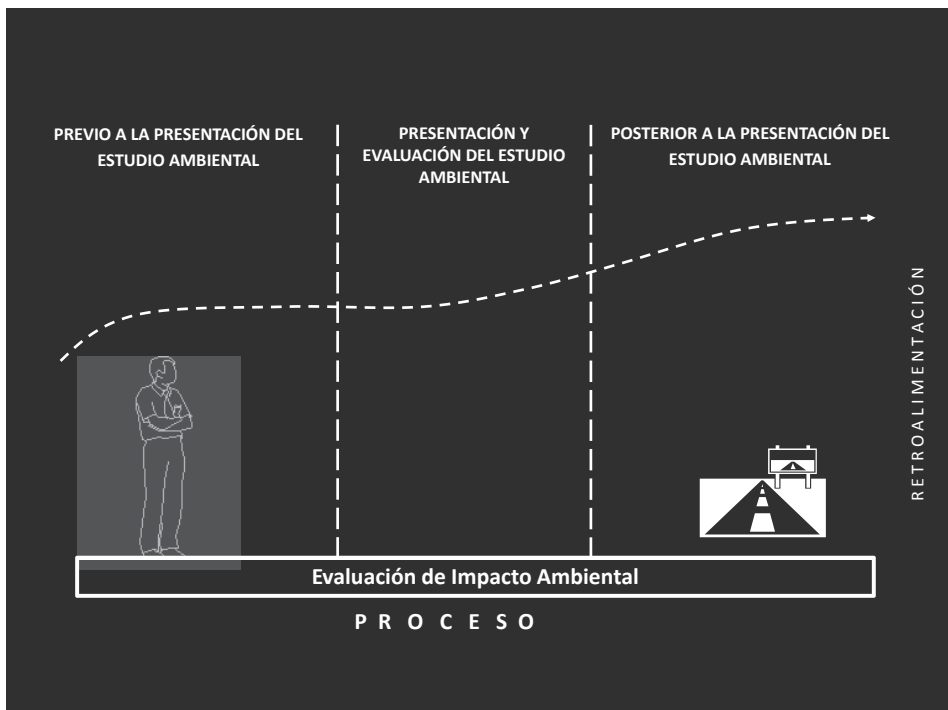 PREVIO A LA PRESENTACIÓN DEL
ESTUDIO AMBIENTAL
PRESENTACIÓN Y
EVALUACIÓN DEL ESTUDIO
AMBIENTAL
POSTERIOR A LA PRESENTACIÓN DEL
ESTUDIO AMBIENTAL
RETROALIMENTACIÓN
Evaluación de Impacto Ambiental
PROCESO